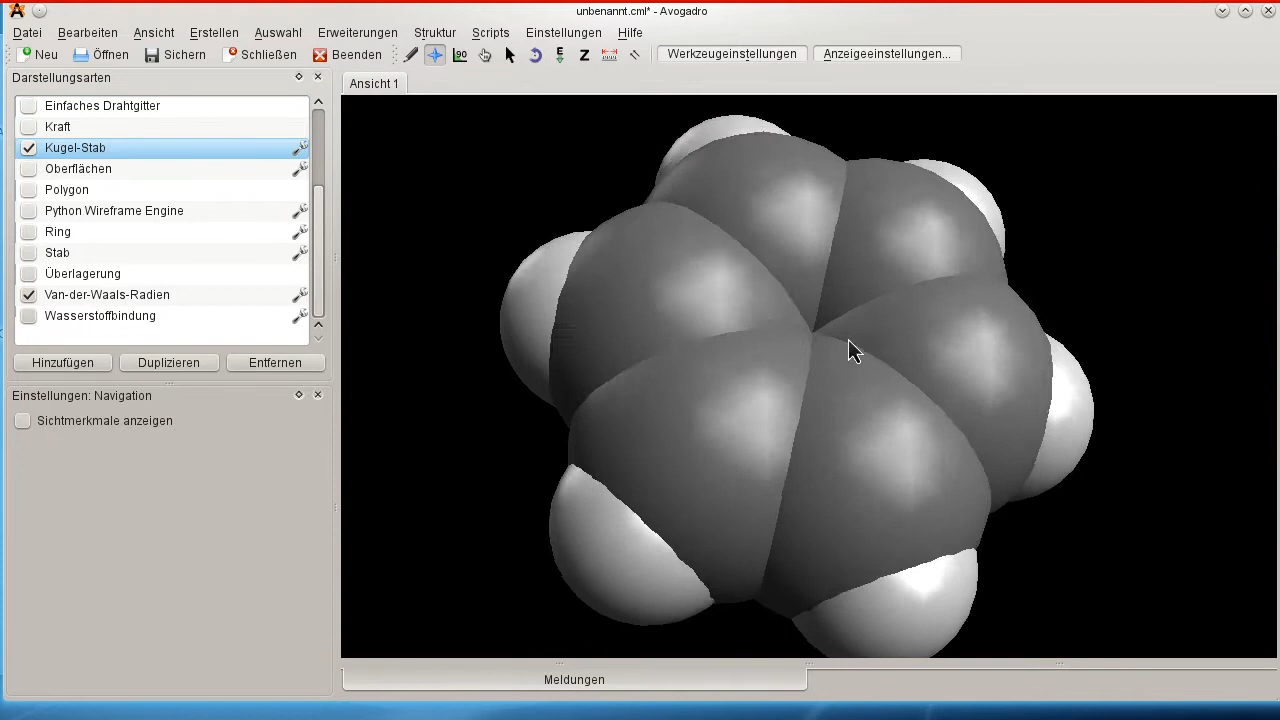 unbenannt.cml* - Avogadro
Datei Bearbeiten Ansicht Erstellen Auswahl Erweiterungen Struktur Scripts Einstellungen Hilfe
Neu Öffnen Sichern Schließen Beenden 90 E Z Werkzeugeinstellungen Anzeigeeinstellungen...
Darstellungsarten
Ansicht 1
Einfaches Drahtgitter
Kraft
Kugel-Stab
Oberflächen
Polygon
Python Wireframe Engine
Ring
Stab
Überlagerung
Van-der-Waals-Radien
Wasserstoffbindung
Hinzufügen Duplizieren Entfernen
Einstellungen: Navigation
Sichtmerkmale anzeigen
Meldungen